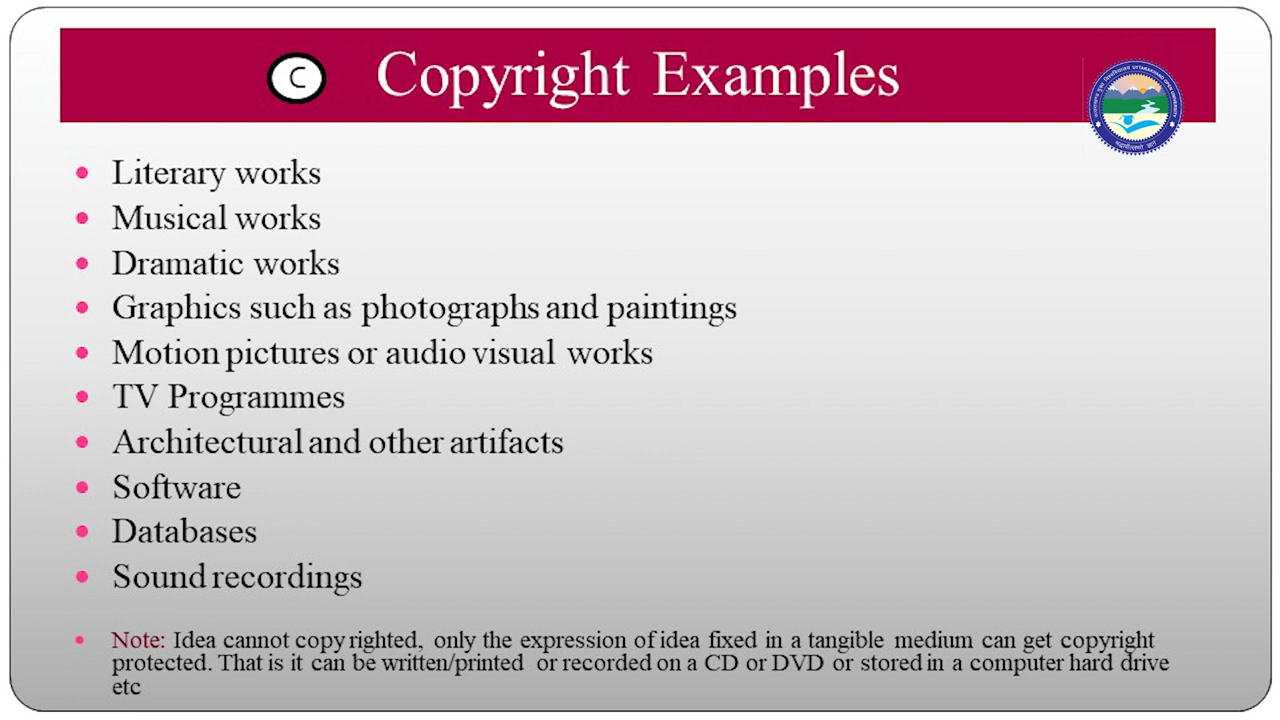 C Copyright Examples
UTTARAKHAND OPEN UNIVERSITY
Literary works
Musical works
Dramatic works
Graphics such as photographs and paintings
Motion pictures or audio visual works
TV Programmes
Architectural and other artifacts
Software
Databases
Sound recordings
Note: Idea cannot copy righted, only the expression of idea fixed in a tangible medium can get copyright
protected. That is it can be written/printed or recorded on a CD or DVD or stored in a computer hard drive
etc